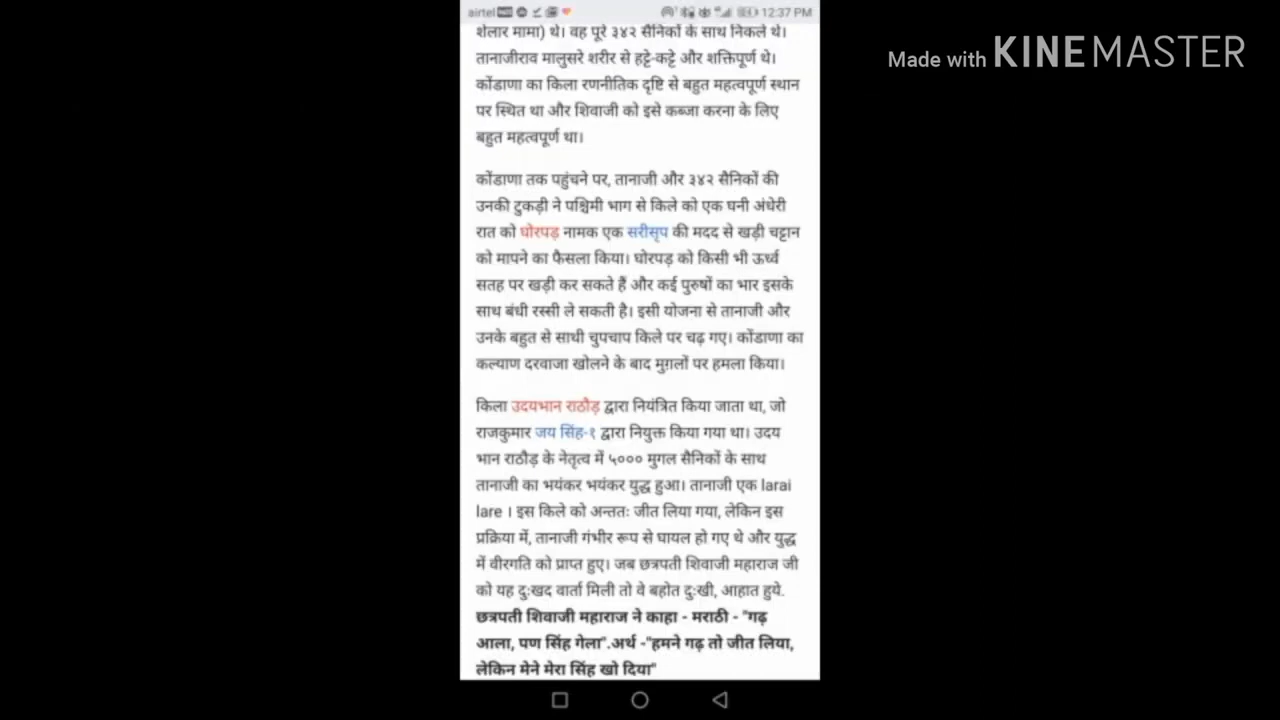 airtel
12:37 PM
Made with KINEMASTER
शेलार मामा) थे। वह पूरे ३४२ सैनिकों के साथ निकले थे।
तानाजीराव मालुसरे शरीर से हट्टे-कट्टे और शक्तिपूर्ण थे।
कोंडाणा का किला रणनीतिक दृष्टि से बहुत महत्वपूर्ण स्थान
पर स्थित था और शिवाजी को इसे कब्जा करना के लिए
बहुत महत्वपूर्ण था।
कोंडाणा तक पहुंचने पर, तानाजी और ३४२ सैनिकों की
उनकी टुकड़ी ने पश्चिमी भाग से किले को एक घनी अंधेरी
रात को घोरपड़ नामक एक सरीसृप की मदद से खड़ी चट्टान
को मापने का फैसला किया। घोरपड़ को किसी भी ऊर्ध्व
सतह पर खड़ी कर सकते हैं और कई पुरुषों का भार इसके
साथ बंधी रस्सी ले सकती है। इसी योजना से तानाजी और
उनके बहुत से साथी चुपचाप किले पर चढ़ गए। कोंडाणा का
कल्याण दरवाजा खोलने के बाद मुग़लों पर हमला किया।
किला उदयभान राठौड़ द्वारा नियंत्रित किया जाता था, जो
राजकुमार जय सिंह-१ द्वारा नियुक्त किया गया था। उदय
भान राठौड़ के नेतृत्व में ५००० मुगल सैनिकों के साथ
तानाजी का भयंकर भयंकर युद्ध हुआ। तानाजी एक larai
lare । इस किले को अन्ततः जीत लिया गया, लेकिन इस
प्रक्रिया में, तानाजी गंभीर रूप से घायल हो गए थे और युद्ध
में वीरगति को प्राप्त हुए। जब छत्रपती शिवाजी महाराज जी
को यह दुःखद वार्ता मिली तो वे बहोत दुःखी, आहात हुये.
छत्रपती शिवाजी महाराज ने काहा - मराठी - "गढ़
आला, पण सिंह गेला".अर्थ -"हमने गढ़ तो जीत लिया,
लेकिन मेने मेरा सिंह खो दिया"